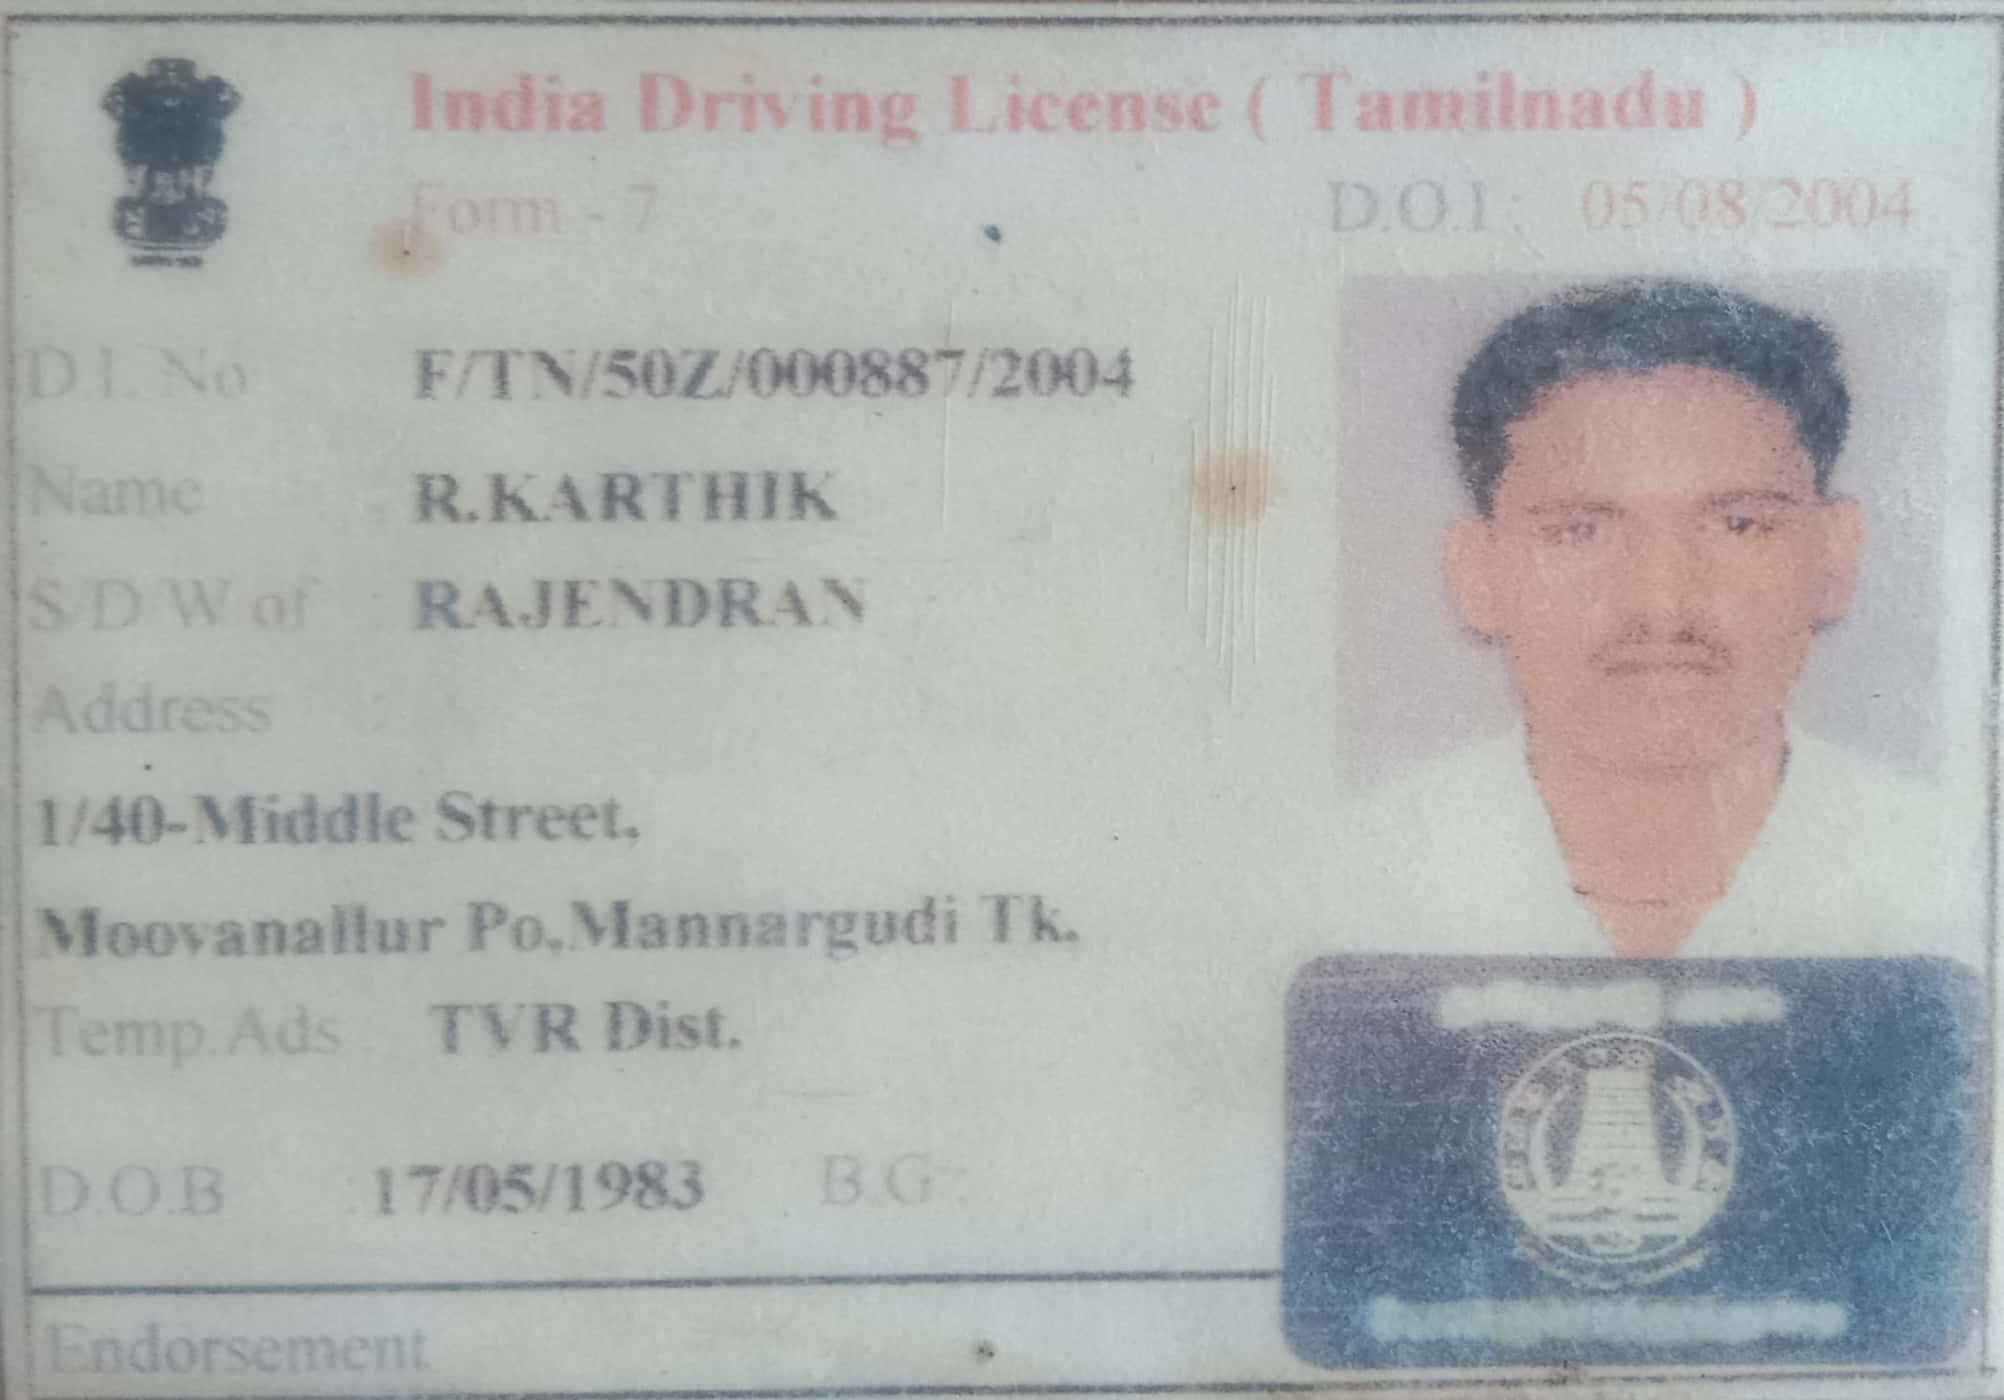 India Driving License ( Tamilnadu )
Form - 7 D.O.I : 05/08/2004
D.L.No F/TN/50Z/000887/2004
Name : R.KARTHIK
S/D/W of RAJENDRAN
Address :
1/40-Middle Street,
Moovanallur Po,Mannargudi Tk.
Temp.Ads : TVR Dist.
D.O.B : 17/05/1983 B.G :
Endorsement